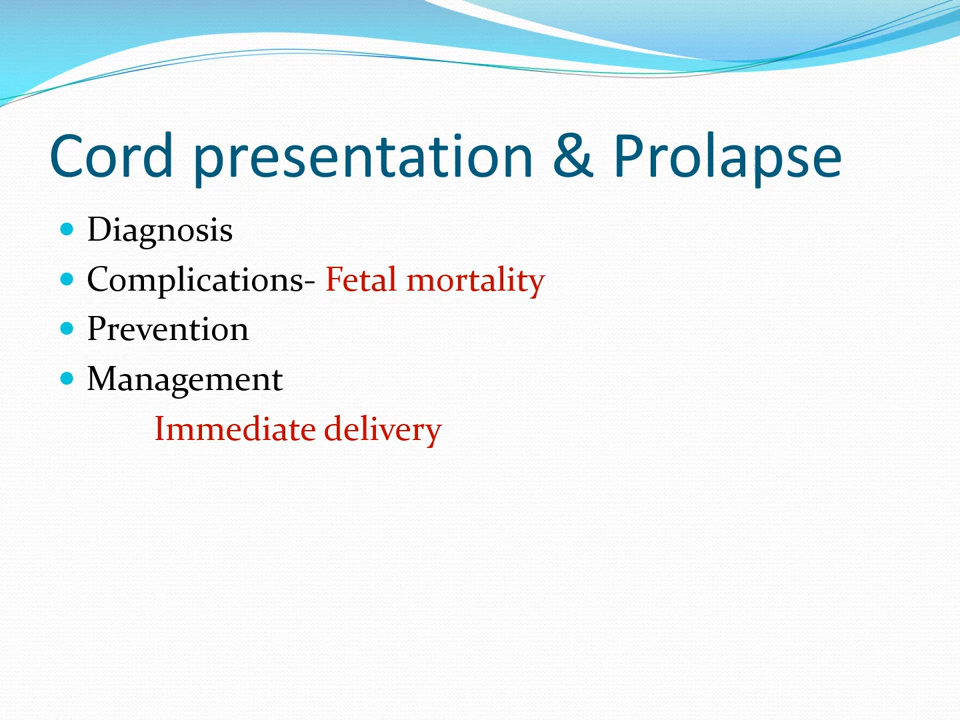 Cord presentation & Prolapse
• Diagnosis
• Complications- Fetal mortality
• Prevention
• Management
Immediate delivery